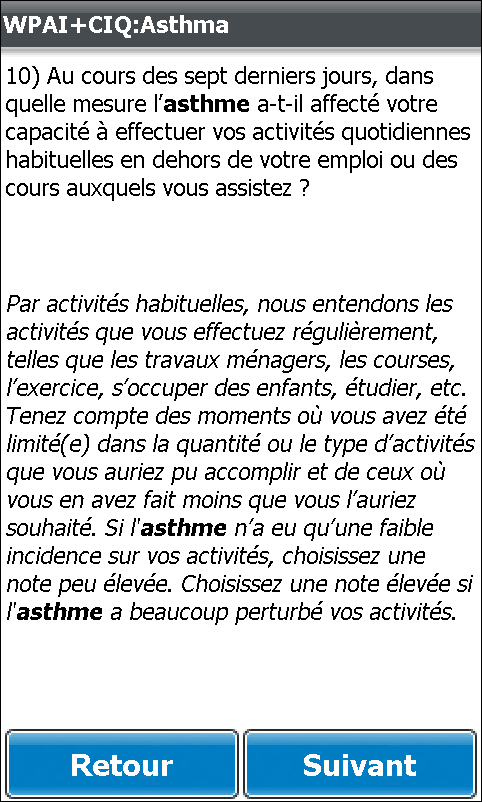 WPAI+CIQ:Asthma
10) Au cours des sept derniers jours, dans
quelle mesure l’asthme a-t-il affecté votre
capacité à effectuer vos activités quotidiennes
habituelles en dehors de votre emploi ou des
cours auxquels vous assistez ?
Par activités habituelles, nous entendons les
activités que vous effectuez régulièrement,
telles que les travaux ménagers, les courses,
l’exercice, s’occuper des enfants, étudier, etc.
Tenez compte des moments où vous avez été
limité(e) dans la quantité ou le type d’activités
que vous auriez pu accomplir et de ceux où
vous en avez fait moins que vous l’auriez
souhaité. Si l'asthme n’a eu qu’une faible
incidence sur vos activités, choisissez une
note peu élevée. Choisissez une note élevée si
l'asthme a beaucoup perturbé vos activités.
Retour
Suivant